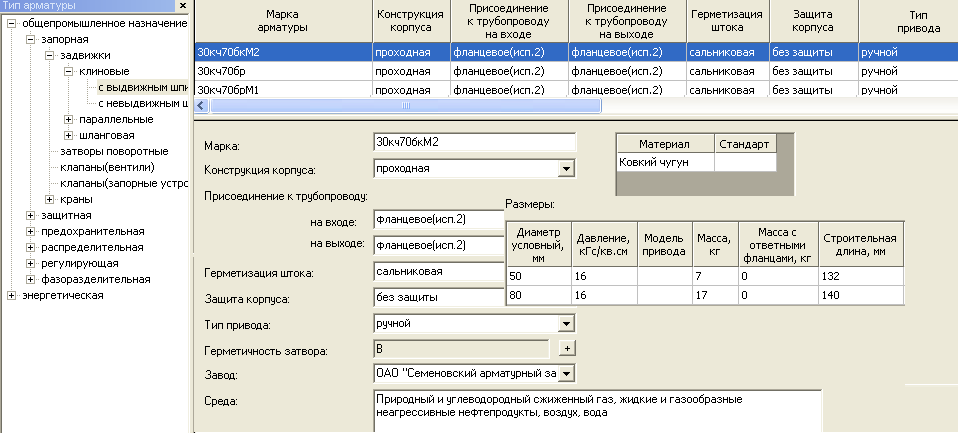 Тип арматуры
общепромышленное назначение
запорная
задвижки
клиновые
с выдвижным шпи
с невыдвижным ш
параллельные
шланговая
затворы поворотные
клапаны(вентили)
клапаны(запорные устро
краны
защитная
предохранительная
распределительная
регулирующая
фазоразделительная
энергетическая
Марка арматуры Конструкция корпуса Присоединение к трубопроводу на входе Присоединение к трубопроводу на выходе Герметизация штока Защита корпуса Тип привода
30кч70бкМ2 проходная фланцевое(исп.2) фланцевое(исп.2) сальниковая без защиты ручной
30кч70бр проходная фланцевое(исп.2) фланцевое(исп.2) сальниковая без защиты ручной
30кч70брМ1 проходная фланцевое(исп.2) фланцевое(исп.2) сальниковая без защиты ручной
Марка: 30кч70бкМ2
Конструкция корпуса: проходная
Присоединение к трубопроводу:
на входе: фланцевое(исп.2)
на выходе: фланцевое(исп.2)
Герметизация штока: сальниковая
Защита корпуса: без защиты
Тип привода: ручной
Герметичность затвора: В +
Завод: ОАО "Семеновский арматурный за
Среда: Природный и углеводородный сжиженный газ, жидкие и газообразные
неагрессивные нефтепродукты, воздух, вода
Материал Стандарт
Ковкий чугун
Размеры:
Диаметр условный, мм Давление, кГс/кв.см Модель привода Масса, кг Масса с ответными фланцами, кг Строительная длина, мм
50 16 7 0 132
80 16 17 0 140